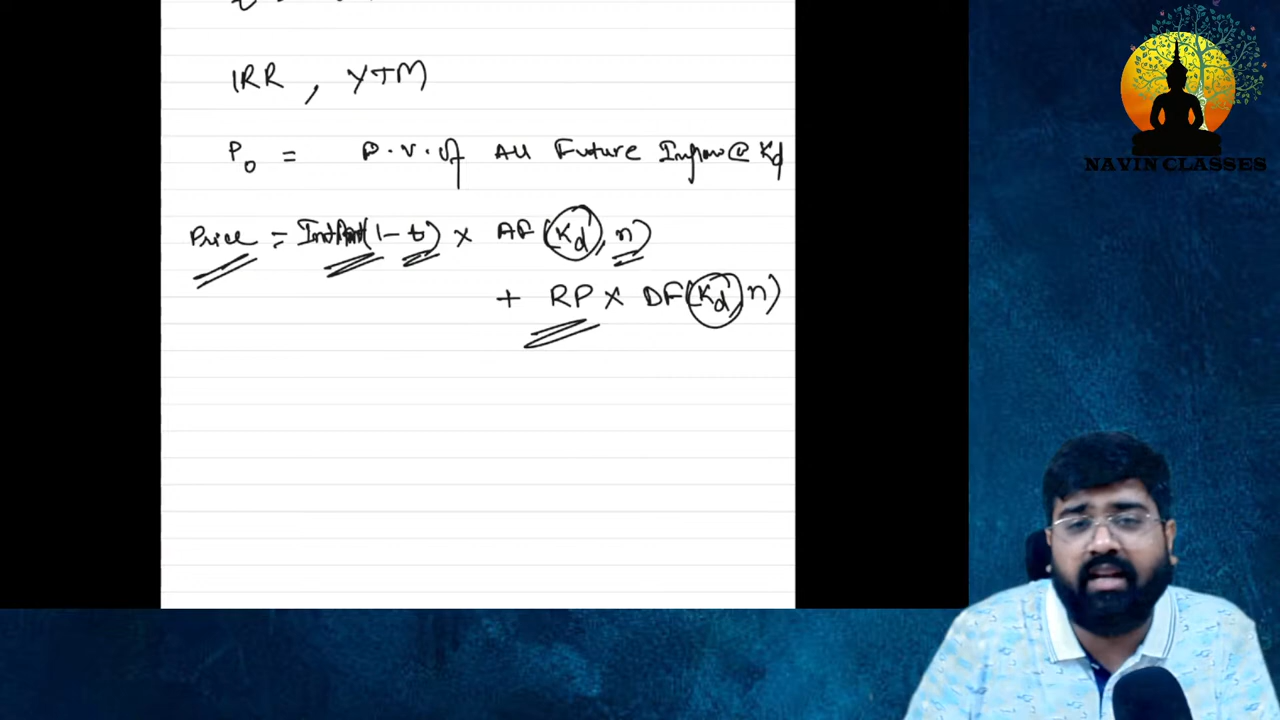 IRR, YTM
P0 = P.V. of All Future Inflow @ Kd
Price = Int (1-t) x AF (Kd, n)
+ RP x DF (Kd, n)
NAVIN CLASSES